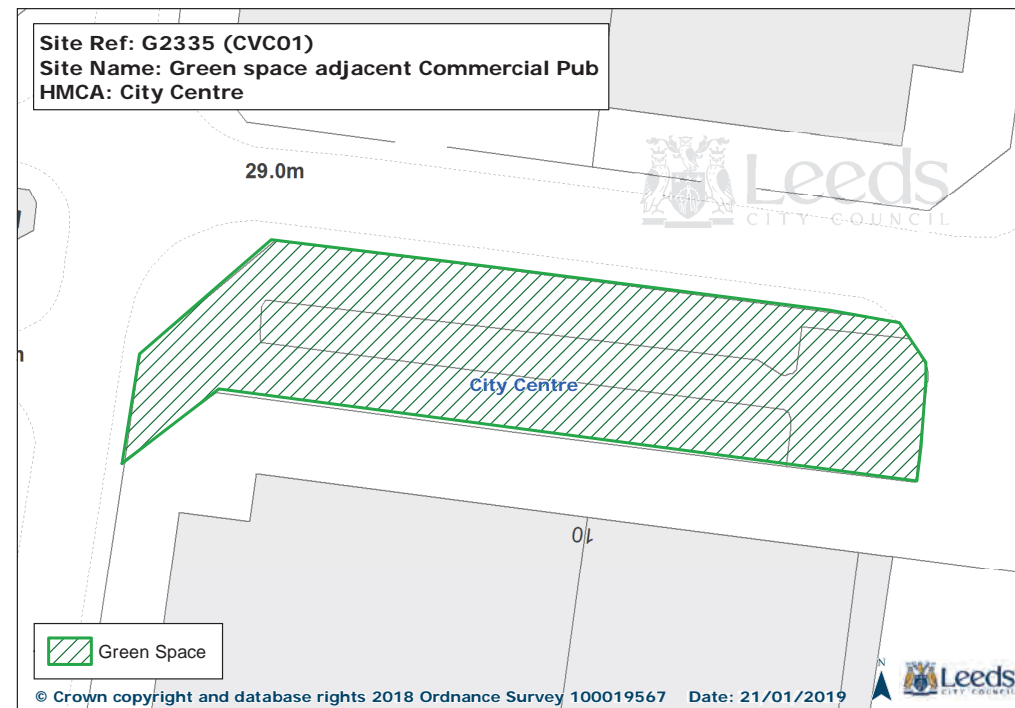 Site Ref: G2335 (CVC01)
Site Name: Green space adjacent Commercial Pub
HMCA: City Centre
29.0m
Leeds
CITY COUNCIL
City Centre
10
Green Space
© Crown copyright and database rights 2018 Ordnance Survey 100019567 Date: 21/01/2019
N
Leeds
CITY COUNCIL